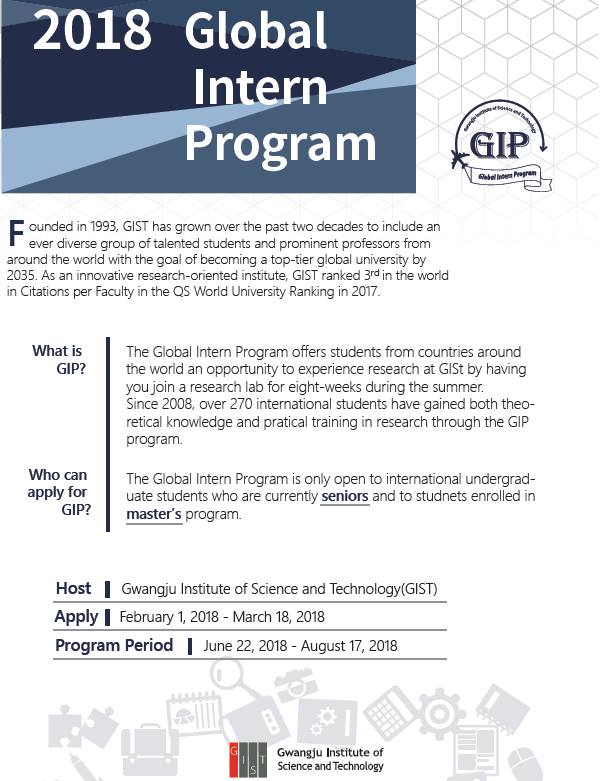 2018 Global
Intern
Program
Gwangju Institute of Science and Technology
GIP
Global Intern Program
Founded in 1993, GIST has grown over the past two decades to include an
ever diverse group of talented students and prominent professors from
around the world with the goal of becoming a top-tier global university by
2035. As an innovative research-oriented institute, GIST ranked 3rd in the world
in Citations per Faculty in the QS World University Ranking in 2017.
What is
GIP?
The Global Intern Program offers students from countries around
the world an opportunity to experience research at GISt by having
you join a research lab for eight-weeks during the summer.
Since 2008, over 270 international students have gained both theo-
retical knowledge and pratical training in research through the GIP
program.
Who can
apply for
GIP?
The Global Intern Program is only open to international undergrad-
uate students who are currently seniors and to studnets enrolled in
master's program.
Host Gwangju Institute of Science and Technology(GIST)
Apply February 1, 2018 - March 18, 2018
Program Period June 22, 2018 - August 17, 2018
GIST
Gwangju Institute of
Science and Technology